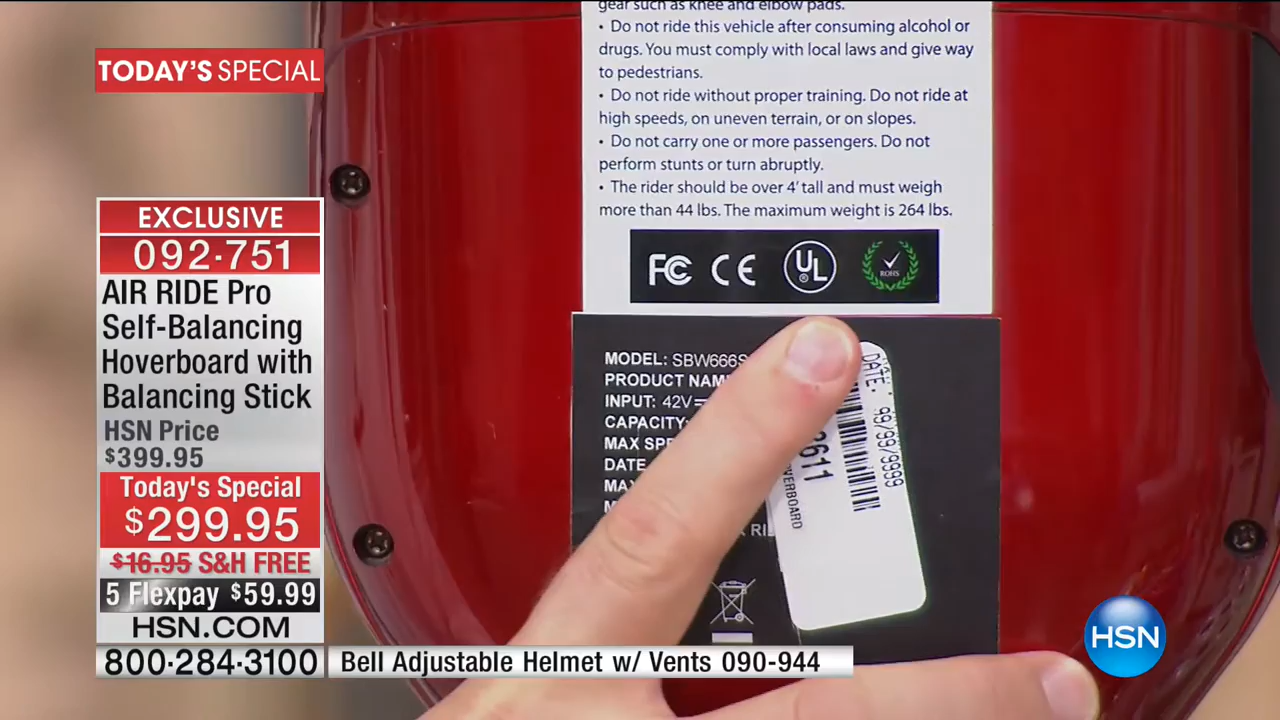 TODAY'S SPECIAL
EXCLUSIVE
092-751
AIR RIDE Pro
Self-Balancing
Hoverboard with
Balancing Stick
HSN Price
$399.95
Today's Special
$299.95
$16.95 S&H FREE
5 Flexpay $59.99
HSN.COM
800-284-3100
Bell Adjustable Helmet w/ Vents 090-944
gear such as knee and elbow pads.
• Do not ride this vehicle after consuming alcohol or
drugs. You must comply with local laws and give way
to pedestrians.
• Do not ride without proper training. Do not ride at
high speeds, on uneven terrain, or on slopes.
• Do not carry one or more passengers. Do not
perform stunts or turn abruptly.
• The rider should be over 4' tall and must weigh
more than 44 lbs. The maximum weight is 264 lbs.
FC CE UL ROHS
MODEL: SBW666S
PRODUCT NAM
INPUT: 42V
CAPACITY:
MAX SPE
DATE
MAX
DATE: 99/99/9999
611
HSN